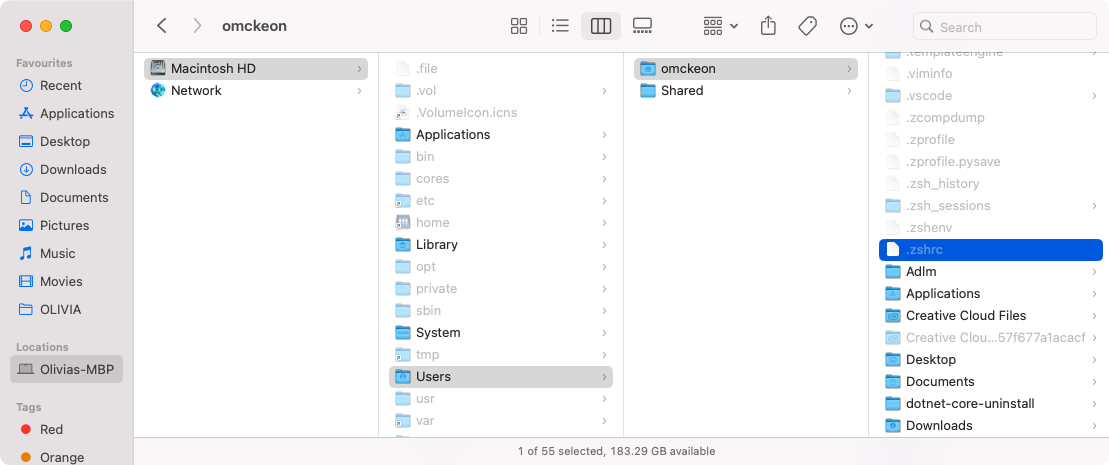 omckeon
Search
Favourites
Recent
Applications
Desktop
Downloads
Documents
Pictures
Music
Movies
OLIVIA
Locations
Olivias-MBP
Tags
Red
Orange
Macintosh HD
Network
.file
.vol
.VolumeIcon.icns
Applications
bin
cores
etc
home
Library
opt
private
sbin
System
tmp
Users
usr
var
omckeon
Shared
.templateengine
.viminfo
.vscode
.zcompdump
.zprofile
.zprofile.pysave
.zsh_history
.zsh_sessions
.zshenv
.zshrc
Adlm
Applications
Creative Cloud Files
Creative Clou...57f677a1acacf
Desktop
Documents
dotnet-core-uninstall
Downloads
1 of 55 selected, 183.29 GB available